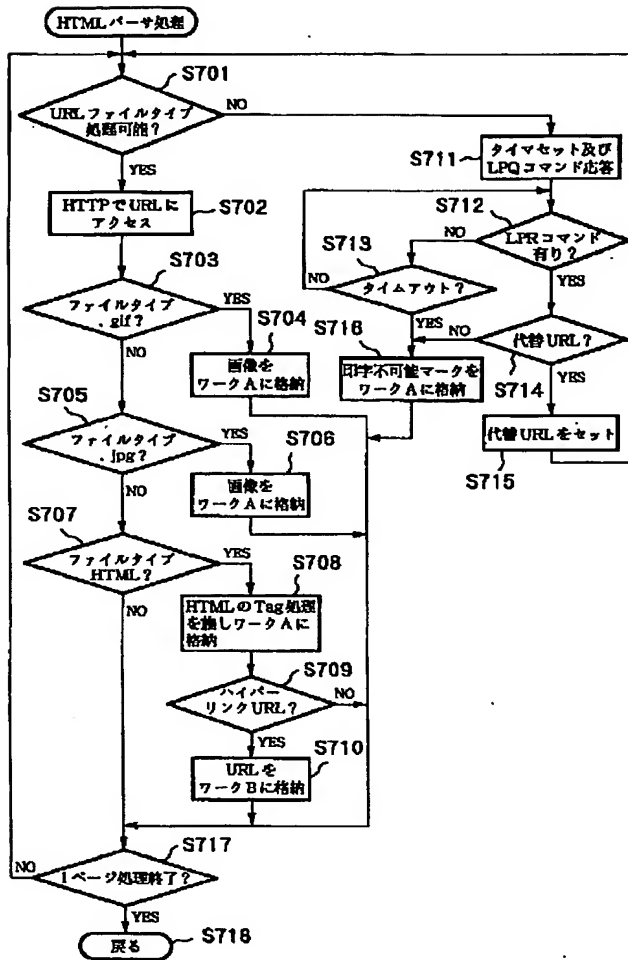 HTMLパーサ処理
S701
URLファイルタイプ
処理可能?
NO
YES
HTTPでURLに
アクセス
S702
S703
ファイルタイプ
.gif?
YES
NO
S704
画像を
ワークAに格納
S705
ファイルタイプ
.jpg?
YES
NO
S706
画像を
ワークAに格納
S707
ファイルタイプ
HTML?
YES
NO
S708
HTMLのTag処理
を施しワークAに
格納
S709
ハイパー
リンクURL?
NO
YES
S710
URLを
ワークBに格納
S711
タイマセット及び
LPQコマンド応答
S712
LPRコマンド
有り?
NO
YES
S713
タイムアウト?
NO
YES
S714
代替URL?
NO
YES
代替URLをセット
S715
S716
印字不可能マークを
ワークAに格納
S717
1ページ処理終了?
NO
YES
戻る
S718